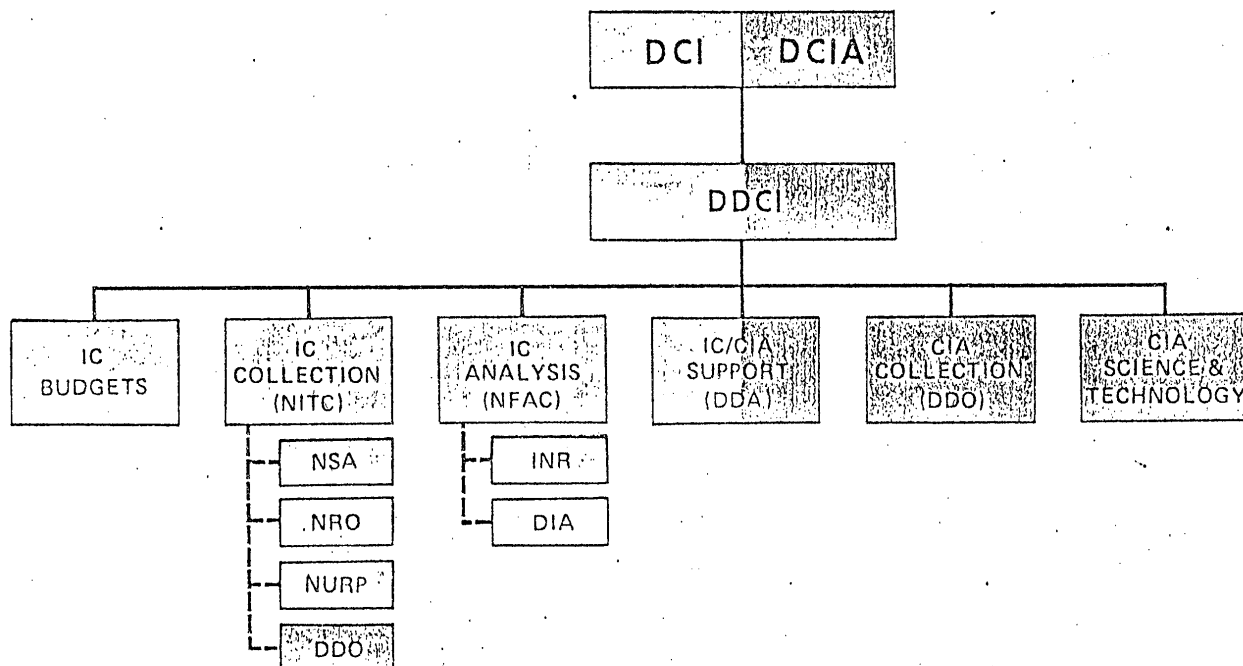 DCI DCIA
DDCI
IC
BUDGETS
IC
COLLECTION
(NITC)
IC
ANALYSIS
(NFAC)
IC/CIA
SUPPORT
(DDA)
CIA
COLLECTION
(DDO)
CIA
SCIENCE &
TECHNOLOGY
NSA
NRO
NURP
DDO
INR
DIA